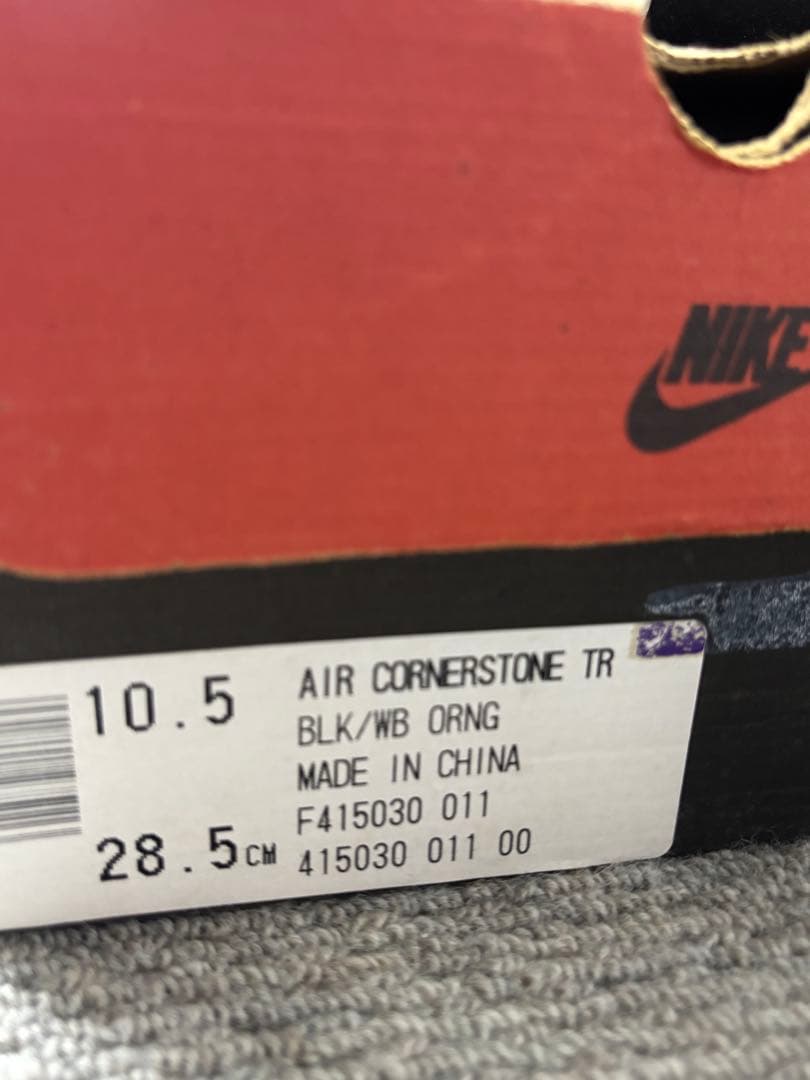 NIKE
10.5
28.5CM
AIR CORNERSTONE TR
BLK/WB ORNG
MADE IN CHINA
F415030 011
415030 011 00